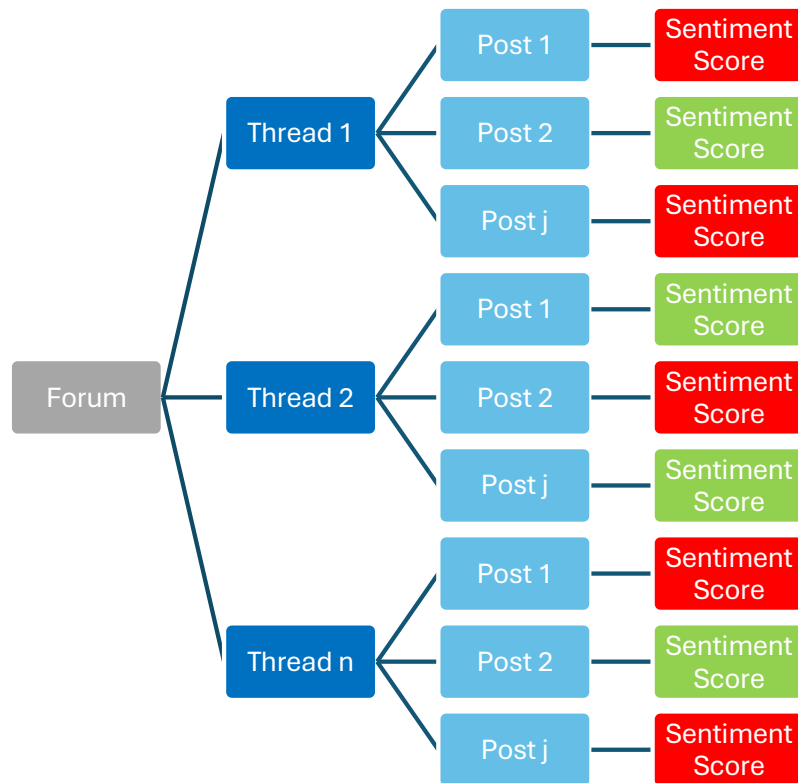 Post 1
Sentiment
Score
Thread 1
Post 2
Sentiment
Score
Post j
Sentiment
Score
Post 1
Sentiment
Score
Forum
Thread 2
Post 2
Sentiment
Score
Post j
Sentiment
Score
Post 1
Sentiment
Score
Thread n
Post 2
Sentiment
Score
Post j
Sentiment
Score